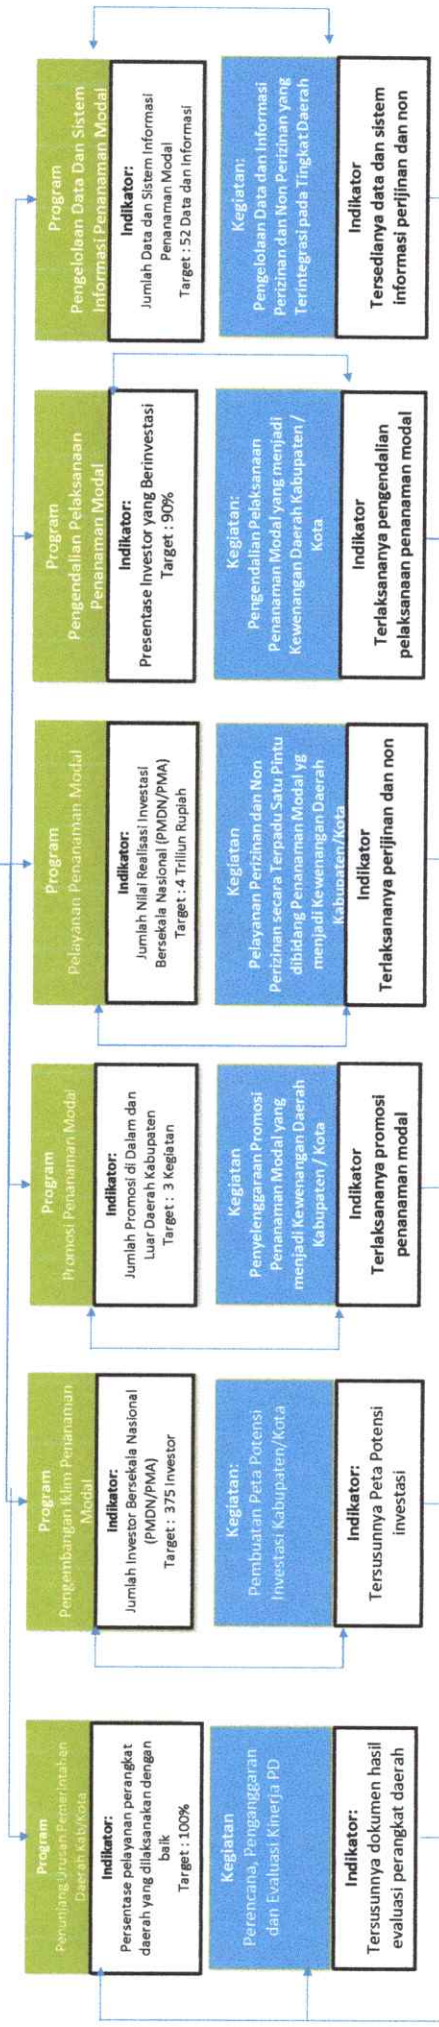 Program
Penunjang Urusan Pemerintahan
Daerah Kab/Kota
Indikator:
Persentase pelayanan perangkat
daerah yang dilaksanakan dengan
baik
Target : 100%
Kegiatan
Perencana, Penganggaran
dan Evaluasi Kinerja PD
Indikator:
Tersusunnya dokumen hasil
evaluasi perangkat daerah
Program
Pengembangan Iklim Penanaman
Modal
Indikator:
Jumlah Investor Bersekala Nasional
(PMDN/PMA)
Target : 375 Investor
Kegiatan:
Pembuatan Peta Potensi
Investasi Kabupaten/Kota
Indikator:
Tersusunnya Peta Potensi
investasi
Program
Promosi Penanaman Modal
Indikator:
Jumlah Promosi di Dalam dan
Luar Daerah Kabupaten
Target : 3 Kegiatan
Kegiatan
Penyelenggaraan Promosi
Penanaman Modal yang
menjadi Kewenangan Daerah
Kabupaten / Kota
Indikator
Terlaksananya promosi
penanaman modal
Program
Pelayanan Penanaman Modal
Indikator:
Jumlah Nilai Realisasi Investasi
Bersekala Nasional (PMDN/PMA)
Target : 4 Triliun Rupiah
Kegiatan
Pelayanan Perizinan dan Non
Perizinan secara Terpadu Satu Pintu
dibidang Penanaman Modal yg
menjadi Kewenangan Daerah
Kabupaten/Kota
Indikator
Terlaksananya perjinan dan non
Program
Pengendalian Pelaksanaan
Penanaman Modal
Indikator:
Presentase Investor yang Berinvestasi
Target : 90%
Kegiatan:
Pengendalian Pelaksanaan
Penanaman Modal yang menjadi
Kewenangan Daerah Kabupaten /
Kota
Indikator
Terlaksananya pengendalian
pelaksanaan penanaman modal
Program
Pengelolaan Data Dan Sistem
Informasi Penanaman Modal
Indikator:
Jumlah Data dan Sistem Informasi
Penanaman Modal
Target : 52 Data dan Informasi
Kegiatan:
Pengelolaan Data dan Informasi
Perizinan dan Non Perizinan yang
Terintegrasi pada Tingkat Daerah
Indikator
Tersedianya data dan sistem
informasi perijinan dan non